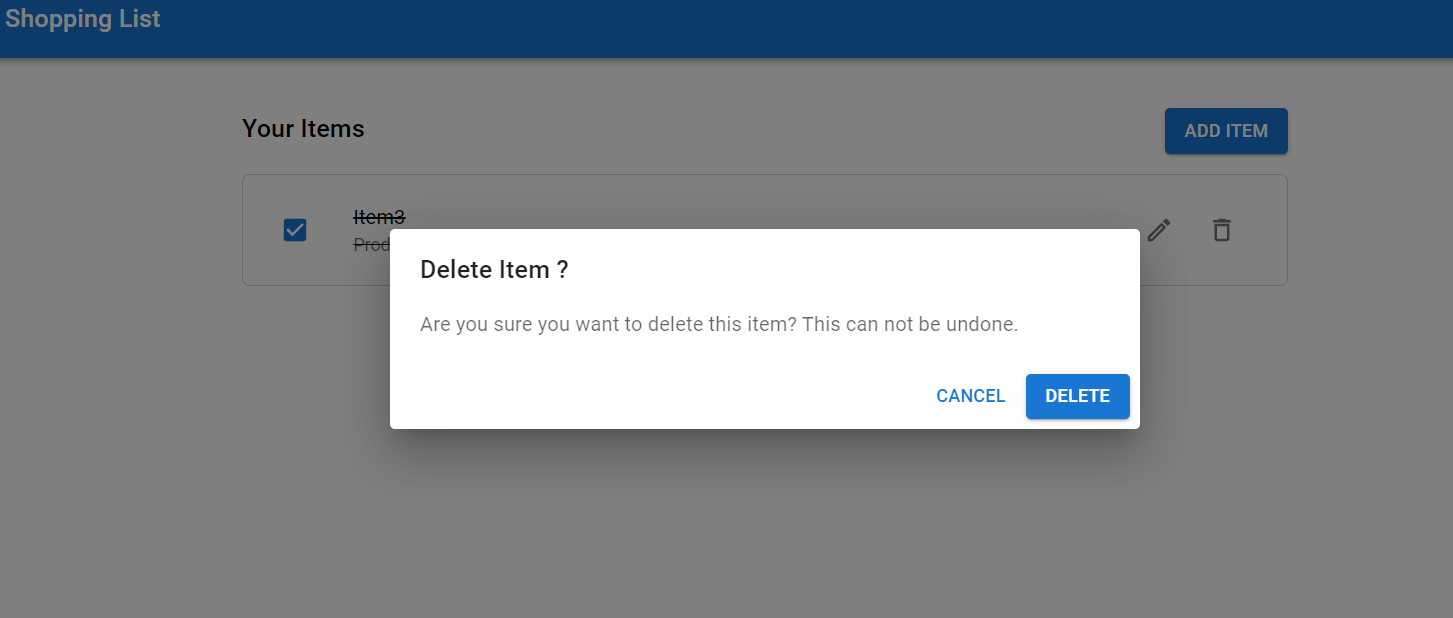 Shopping List
Your Items
ADD ITEM
Item3
Delete Item ?
Are you sure you want to delete this item? This can not be undone.
CANCEL
DELETE